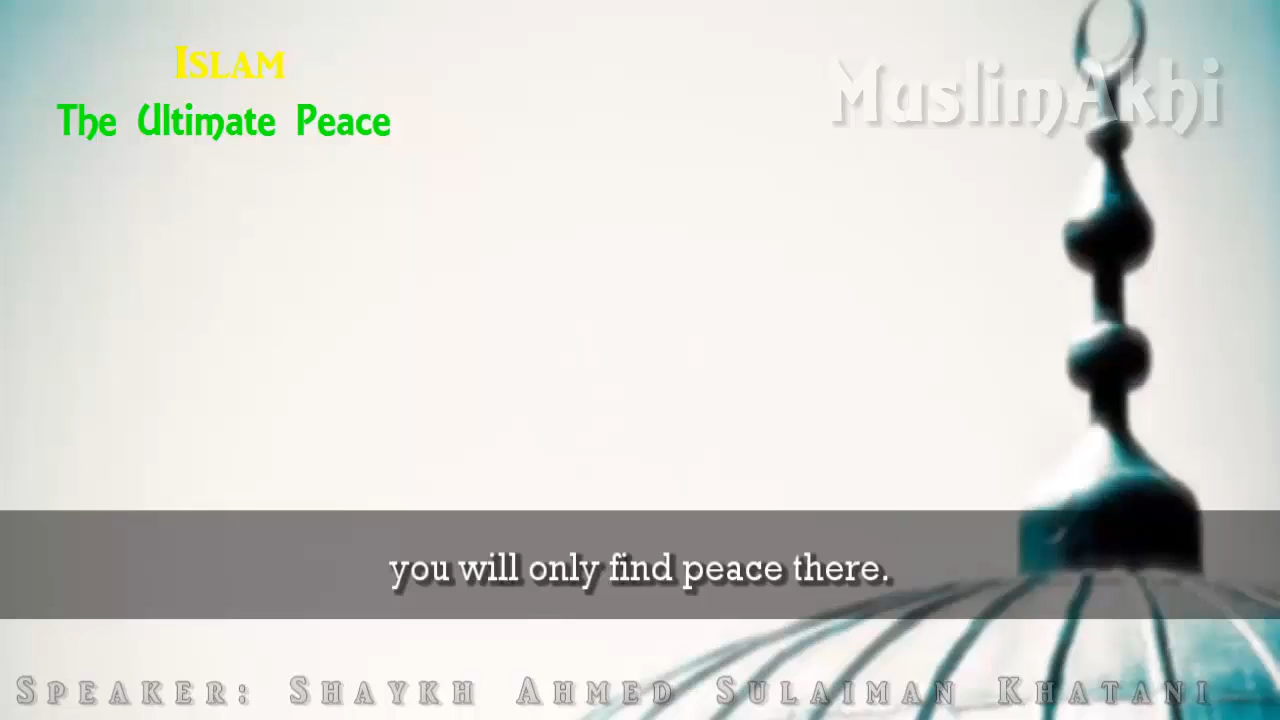 Islam
The Ultimate Peace
MuslimAkhi
you will only find peace there.
Speaker: Shaykh Ahmed Sulaiman Khatani